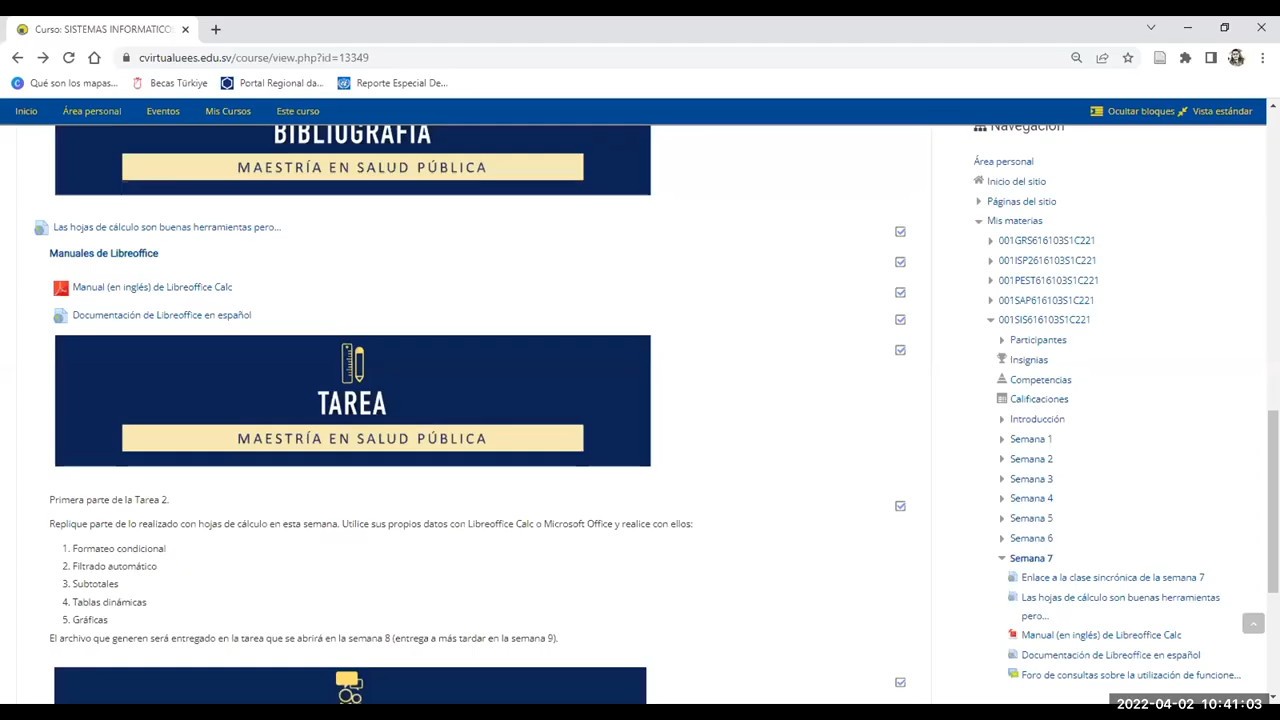 Curso: SISTEMAS INFORMATICOS
cvirtualuees.edu.sv/course/view.php?id=13349
Qué son los mapas...
Becas Türkiye
Portal Regional da...
Reporte Especial De...
Inicio
Área personal
Eventos
Mis Cursos
Este curso
Ocultar bloques
Vista estándar
BIBLIOGRAFÍA
MAESTRÍA EN SALUD PÚBLICA
Las hojas de cálculo son buenas herramientas pero...
Manuales de Libreoffice
Manual (en inglés) de Libreoffice Calc
Documentación de Libreoffice en español
TAREA
MAESTRÍA EN SALUD PÚBLICA
Primera parte de la Tarea 2.
Replique parte de lo realizado con hojas de cálculo en esta semana. Utilice sus propios datos con Libreoffice Calc o Microsoft Office y realice con ellos:
1. Formateo condicional
2. Filtrado automático
3. Subtotales
4. Tablas dinámicas
5. Gráficas
El archivo que generen será entregado en la tarea que se abrirá en la semana 8 (entrega a más tardar en la semana 9).
Navegación
Área personal
Inicio del sitio
Páginas del sitio
Mis materias
001GRS616103S1C221
001ISP2616103S1C221
001PEST616103S1C221
001SAP616103S1C221
001SIS616103S1C221
Participantes
Insignias
Competencias
Calificaciones
Introducción
Semana 1
Semana 2
Semana 3
Semana 4
Semana 5
Semana 6
Semana 7
Enlace a la clase sincrónica de la semana 7
Las hojas de cálculo son buenas herramientas
pero...
Manual (en inglés) de Libreoffice Calc
Documentación de Libreoffice en español
Foro de consultas sobre la utilización de funcione...
2022-04-02 10:41:03